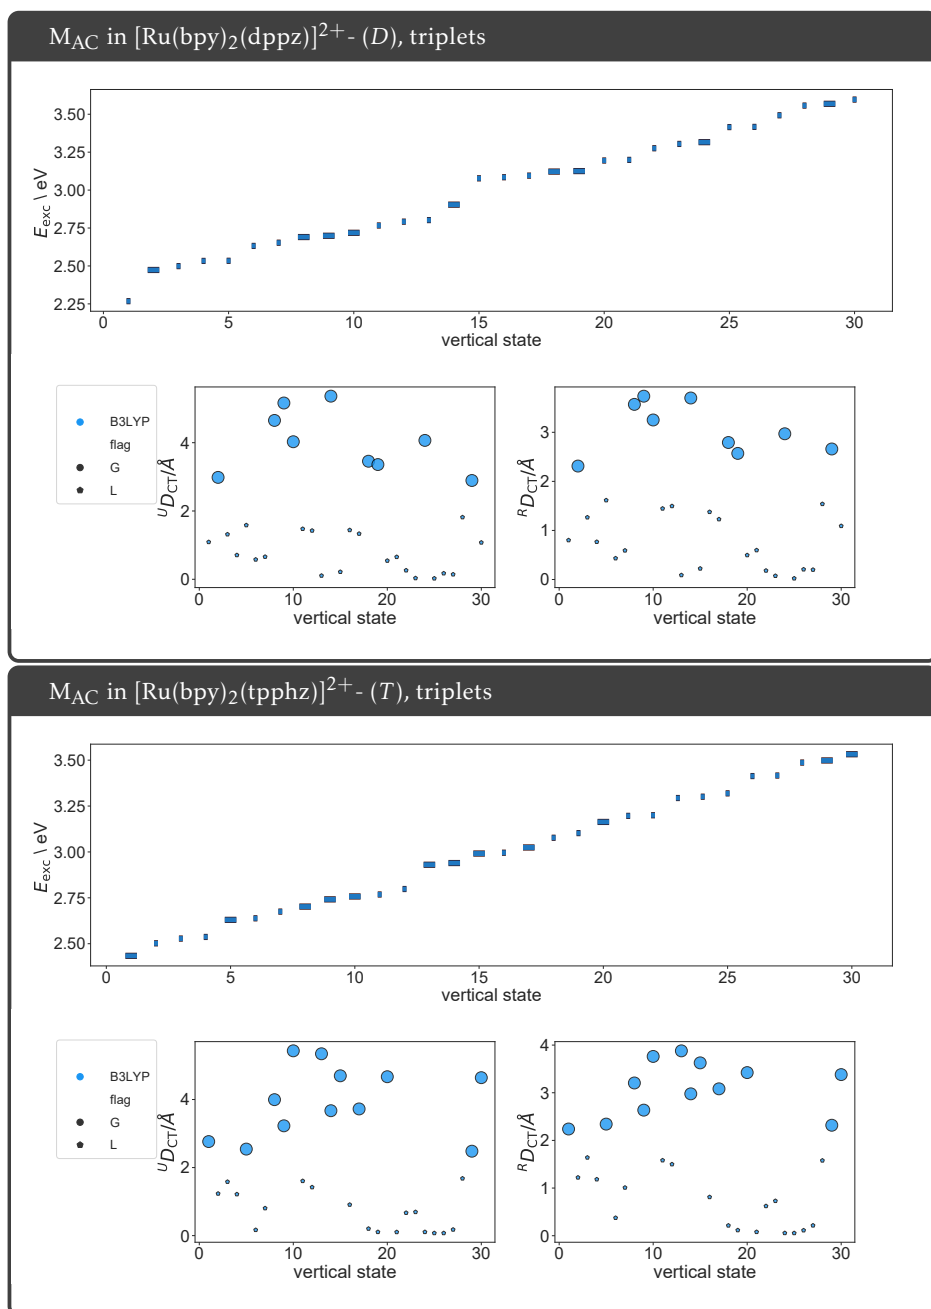 M_AC in [Ru(bpy)₂(dppz)]²⁺- (D), triplets
3.50
3.25
3.00
2.75
2.50
2.25
E_exc \ eV
0 5 10 15 20 25 30
vertical state
B3LYP
flag
G
L
4
2
0
ᵁD_CT/Å
0 10 20 30
vertical state
3
2
1
0
ᴿD_CT/Å
0 10 20 30
vertical state
M_AC in [Ru(bpy)₂(tpphz)]²⁺- (T), triplets
3.50
3.25
3.00
2.75
2.50
E_exc \ eV
0 5 10 15 20 25 30
vertical state
B3LYP
flag
G
L
4
2
0
ᵁD_CT/Å
0 10 20 30
vertical state
4
3
2
1
0
ᴿD_CT/Å
0 10 20 30
vertical state